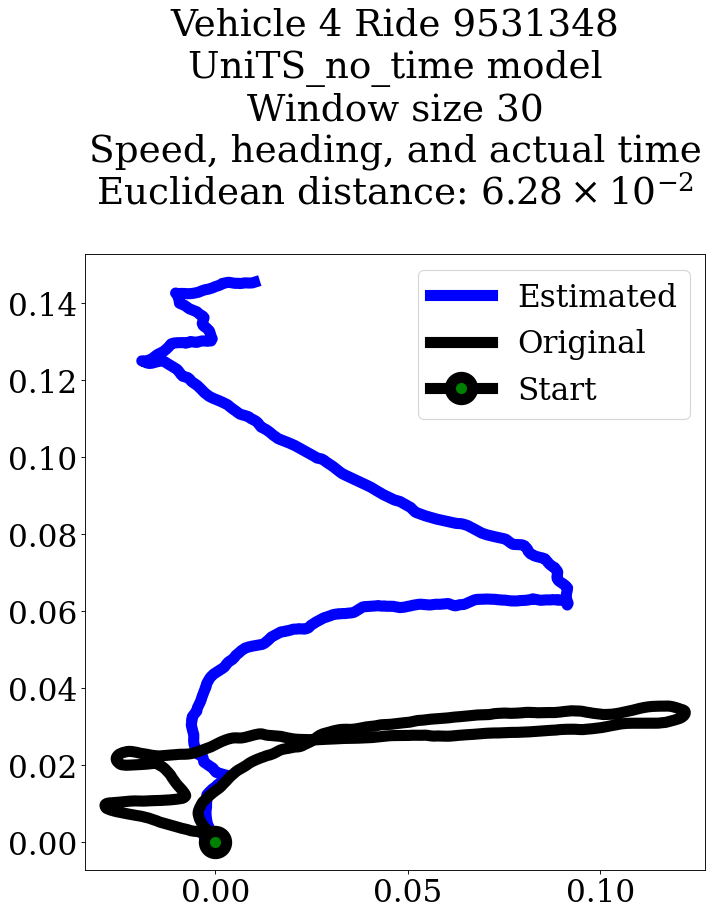 Vehicle 4 Ride 9531348
UniTS_no_time model
Window size 30
Speed, heading, and actual time
Euclidean distance: 6.28 × 10⁻²
Estimated
Original
Start
0.14
0.12
0.10
0.08
0.06
0.04
0.02
0.00
0.00 0.05 0.10